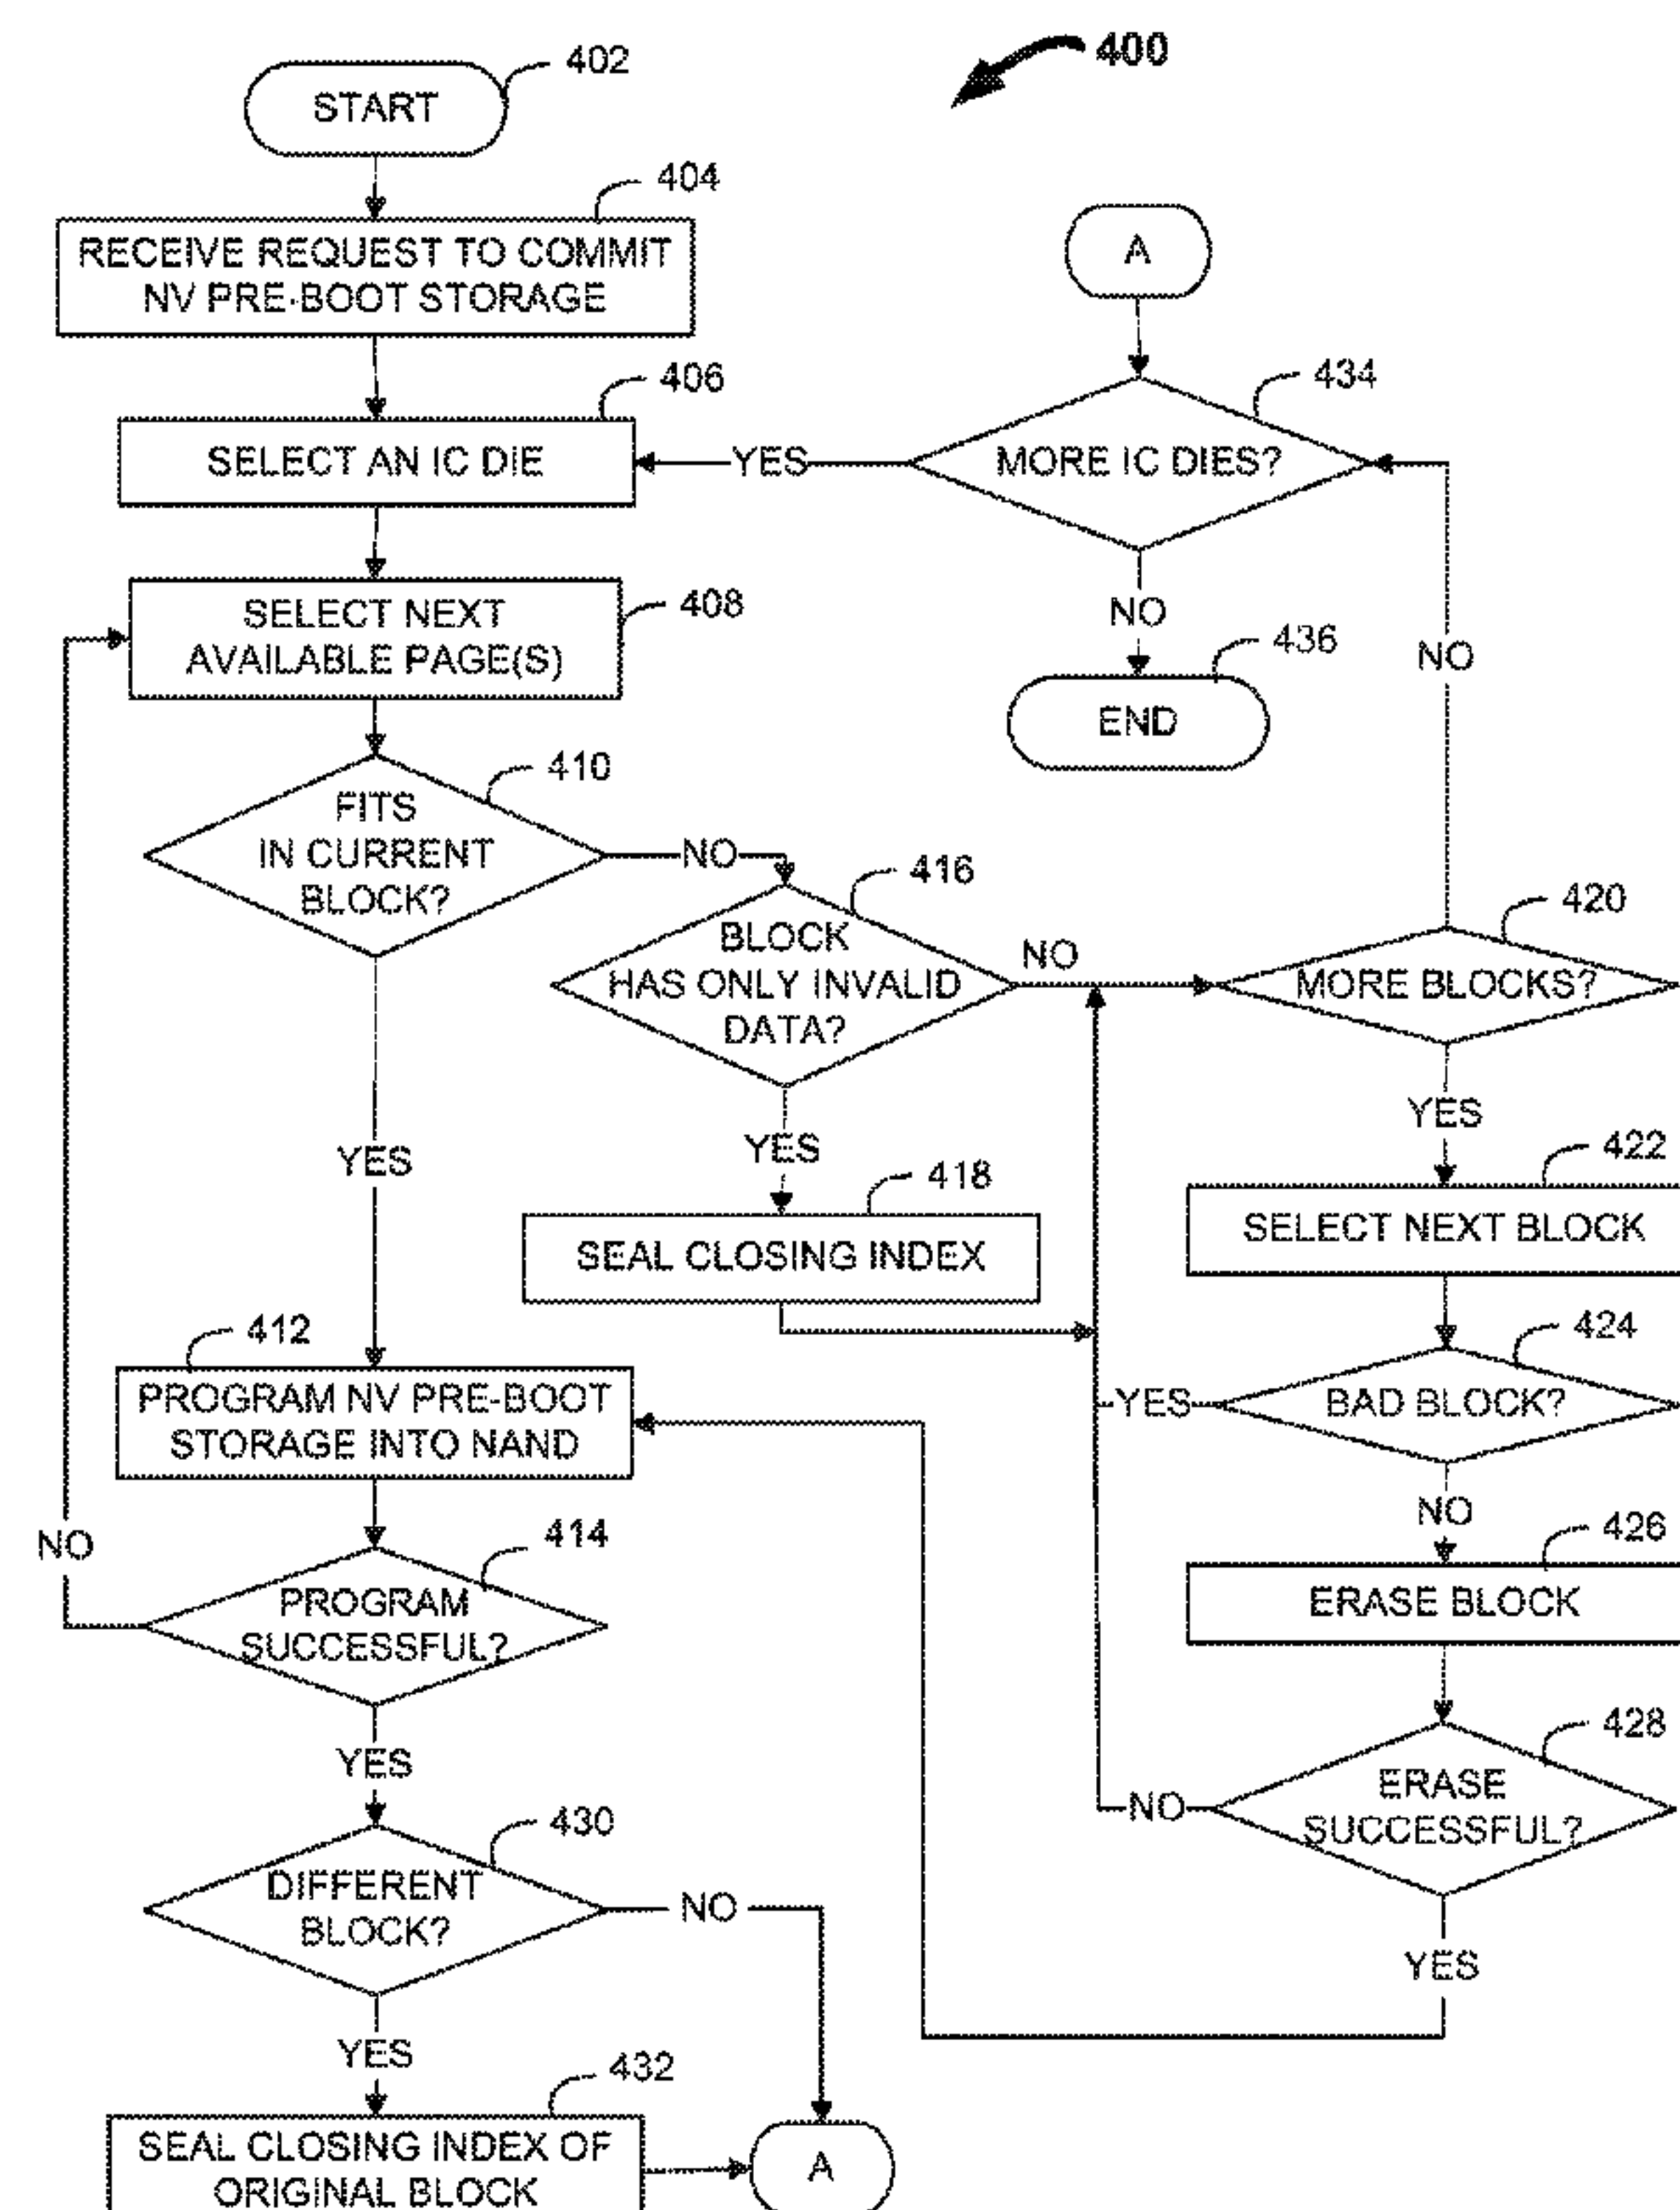 400
START
402
RECEIVE REQUEST TO COMMIT
NV PRE-BOOT STORAGE
404
SELECT AN IC DIE
406
SELECT NEXT
AVAILABLE PAGE(S)
408
FITS
IN CURRENT
BLOCK?
410
NO
YES
BLOCK
HAS ONLY INVALID
DATA?
416
NO
YES
SEAL CLOSING INDEX
418
PROGRAM NV PRE-BOOT
STORAGE INTO NAND
412
PROGRAM
SUCCESSFUL?
414
NO
YES
DIFFERENT
BLOCK?
430
NO
YES
SEAL CLOSING INDEX OF
ORIGINAL BLOCK
432
A
A
MORE IC DIES?
434
YES
NO
END
436
MORE BLOCKS?
420
NO
YES
SELECT NEXT BLOCK
422
BAD BLOCK?
424
YES
NO
ERASE BLOCK
426
ERASE
SUCCESSFUL?
428
NO
YES